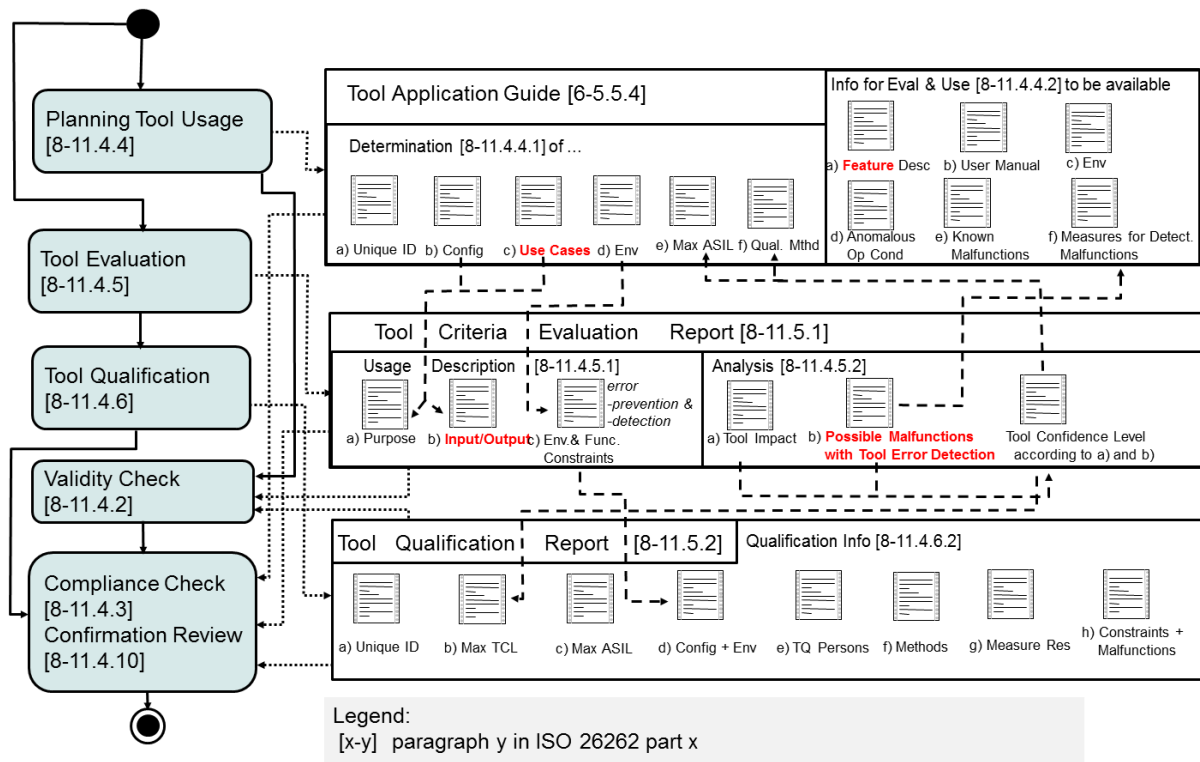 Planning Tool Usage
[8-11.4.4]
Tool Evaluation
[8-11.4.5]
Tool Qualification
[8-11.4.6]
Validity Check
[8-11.4.2]
Compliance Check
[8-11.4.3]
Confirmation Review
[8-11.4.10]
Tool Application Guide [6-5.5.4]
Determination [8-11.4.4.1] of ...
a) Unique ID
b) Config
c) Use Cases
d) Env
e) Max ASIL
f) Qual. Mthd
Info for Eval & Use [8-11.4.4.2] to be available
a) Feature Desc
b) User Manual
c) Env
d) Anomalous
Op Cond
e) Known
Malfunctions
f) Measures for Detect.
Malfunctions
Tool Criteria Evaluation Report [8-11.5.1]
Usage Description [8-11.4.5.1]
error
-prevention &
-detection
a) Purpose
b) Input/Output
c) Env.& Func.
Constraints
Analysis [8-11.4.5.2]
a) Tool Impact
b) Possible Malfunctions
with Tool Error Detection
Tool Confidence Level
according to a) and b)
Tool Qualification Report [8-11.5.2]
Qualification Info [8-11.4.6.2]
a) Unique ID
b) Max TCL
c) Max ASIL
d) Config + Env
e) TQ Persons
f) Methods
g) Measure Res
h) Constraints +
Malfunctions
Legend:
[x-y] paragraph y in ISO 26262 part x